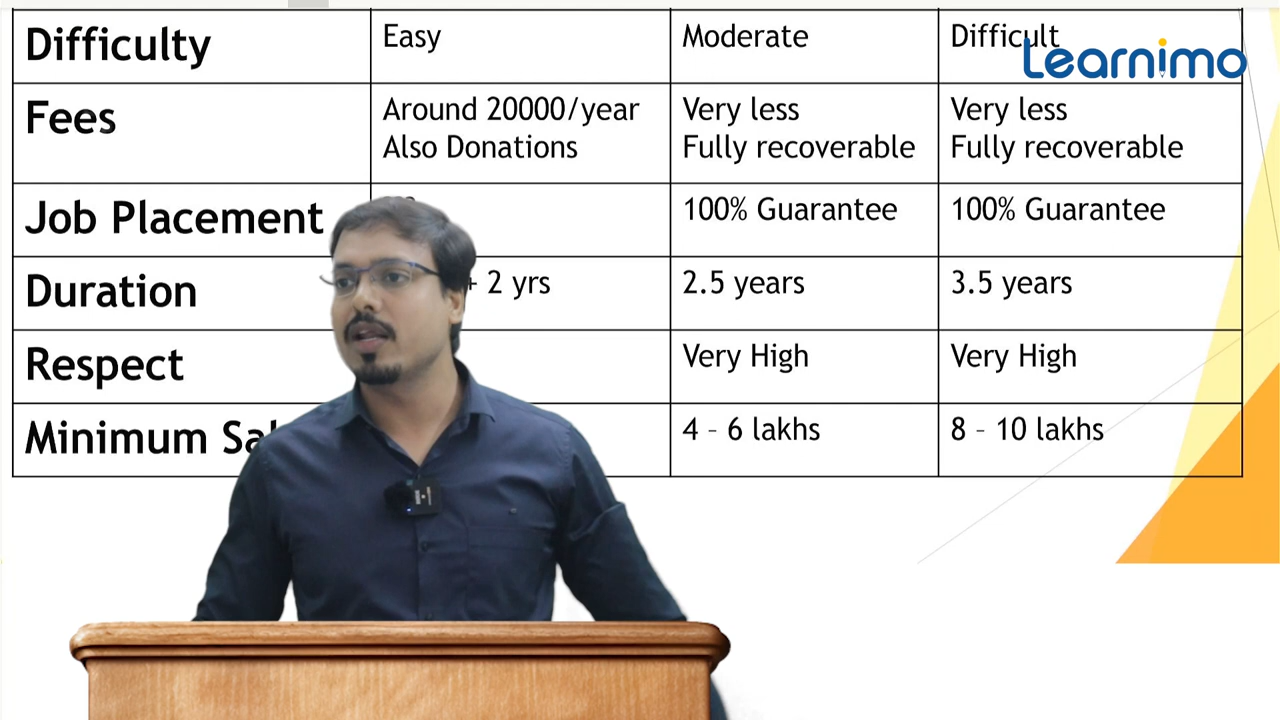 Difficulty Easy Moderate Difficult
Learnimo
Fees Around 20000/year Very less Very less
Also Donations Fully recoverable Fully recoverable
Job Placement 100% Guarantee 100% Guarantee
Duration + 2 yrs 2.5 years 3.5 years
Respect Very High Very High
Minimum 4 – 6 lakhs 8 – 10 lakhs